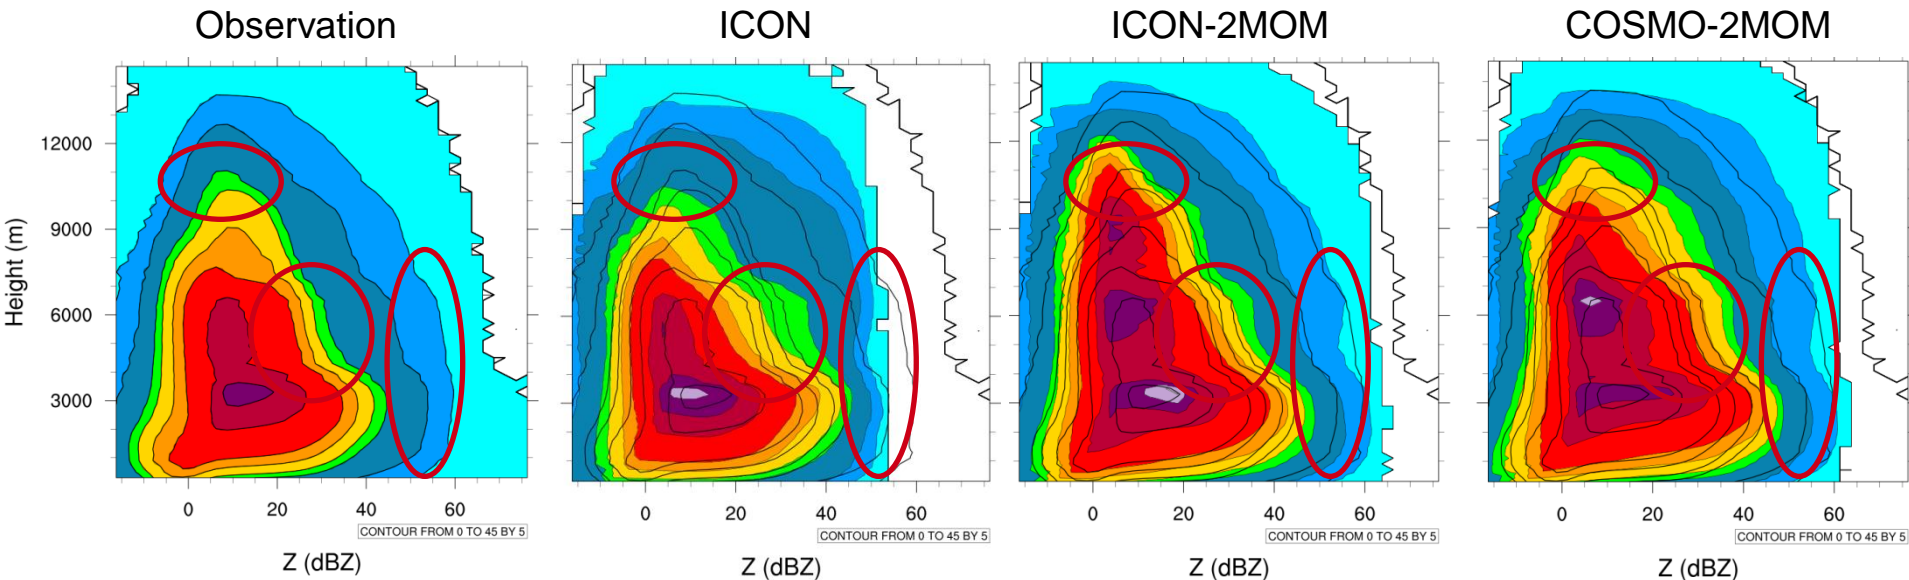 Observation ICON ICON-2MOM COSMO-2MOM
Height (m)
12000
9000
6000
3000
0 20 40 60 0 20 40 60 0 20 40 60 0 20 40 60
CONTOUR FROM 0 TO 45 BY 5 CONTOUR FROM 0 TO 45 BY 5 CONTOUR FROM 0 TO 45 BY 5 CONTOUR FROM 0 TO 45 BY 5
Z (dBZ) Z (dBZ) Z (dBZ) Z (dBZ)